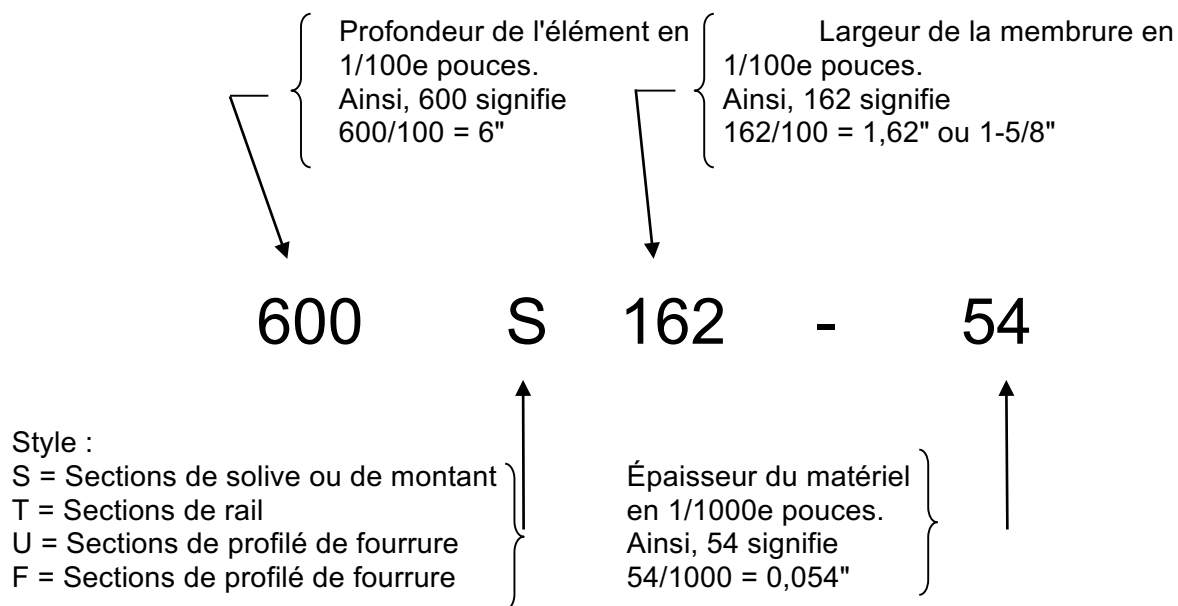 Profondeur de l'élément en
1/100e pouces.
Ainsi, 600 signifie
600/100 = 6"
Largeur de la membrure en
1/100e pouces.
Ainsi, 162 signifie
162/100 = 1,62" ou 1-5/8"
600 S 162 - 54
Style :
S = Sections de solive ou de montant
T = Sections de rail
U = Sections de profilé de fourrure
F = Sections de profilé de fourrure
Épaisseur du matériel
en 1/1000e pouces.
Ainsi, 54 signifie
54/1000 = 0,054"